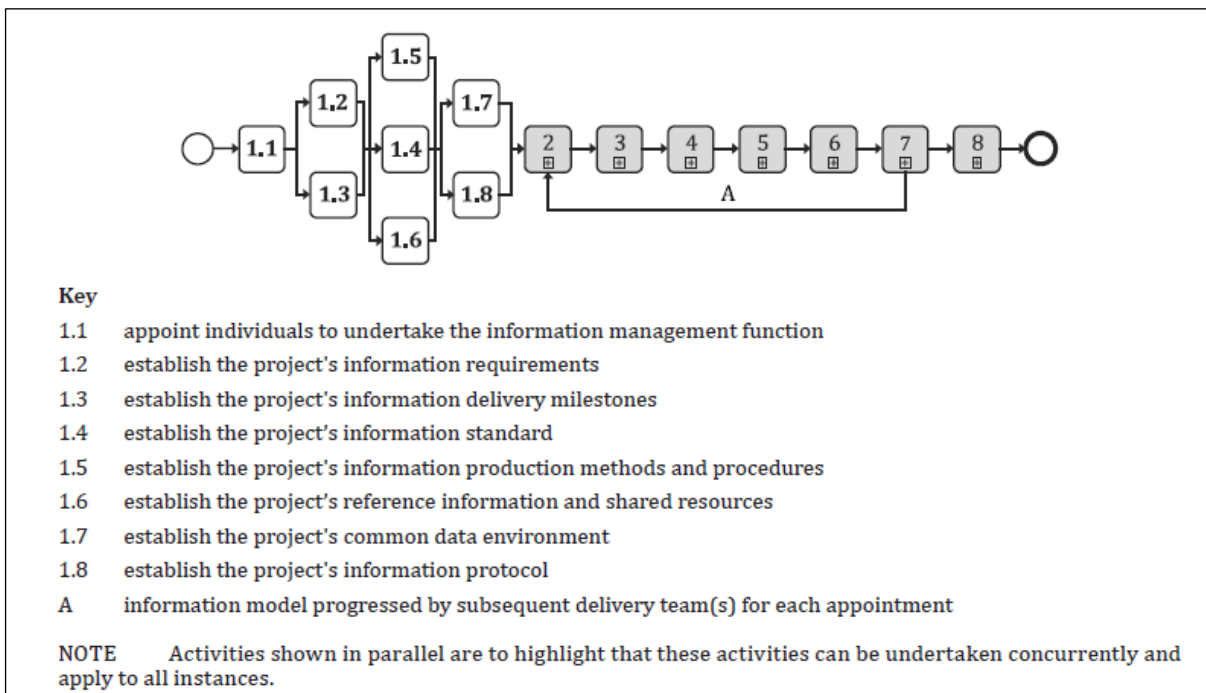 1.5
1.2
1.7
1.1
1.4
2
3
4
5
6
7
8
1.3
1.8
A
1.6
Key
1.1 appoint individuals to undertake the information management function
1.2 establish the project's information requirements
1.3 establish the project's information delivery milestones
1.4 establish the project's information standard
1.5 establish the project's information production methods and procedures
1.6 establish the project's reference information and shared resources
1.7 establish the project's common data environment
1.8 establish the project's information protocol
A information model progressed by subsequent delivery team(s) for each appointment
NOTE Activities shown in parallel are to highlight that these activities can be undertaken concurrently and
apply to all instances.